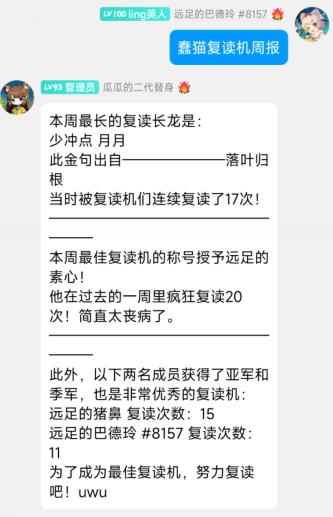 LV100 ling美人 远足的巴德玲 #8157
蠢猫复读机周报
LV93 管理员 瓜瓜的二代替身
本周最长的复读长龙是：
少冲点 月月
此金句出自———————落叶归
根
当时被复读机们连续复读了17次！
———————————————
———
本周最佳复读机的称号授予远足的
素心！
他在过去的一周里疯狂复读20
次！简直太丧病了。
———————————————
———
此外，以下两名成员获得了亚军和
季军，也是非常优秀的复读机：
远足的猪鼻 复读次数：15
远足的巴德玲 #8157 复读次数：
11
为了成为最佳复读机，努力复读
吧！uwu